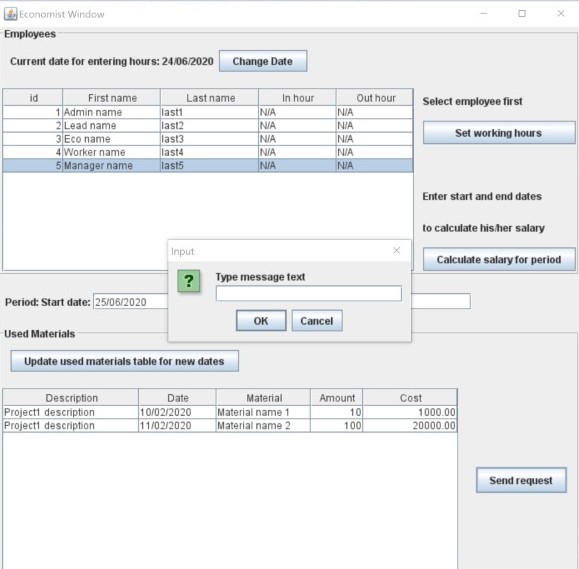 Economist Window
Employees
Current date for entering hours: 24/06/2020 Change Date
id First name Last name In hour Out hour
1 Admin name last1 N/A N/A
2 Lead name last2 N/A N/A
3 Eco name last3 N/A N/A
4 Worker name last4 N/A N/A
5 Manager name last5 N/A N/A
Select employee first
Set working hours
Enter start and end dates
to calculate his/her salary
Calculate salary for period
Input
?
Type message text
OK Cancel
Period: Start date: 25/06/2020
Used Materials
Update used materials table for new dates
Description Date Material Amount Cost
Project1 description 10/02/2020 Material name 1 10 1000.00
Project1 description 11/02/2020 Material name 2 100 20000.00
Send request